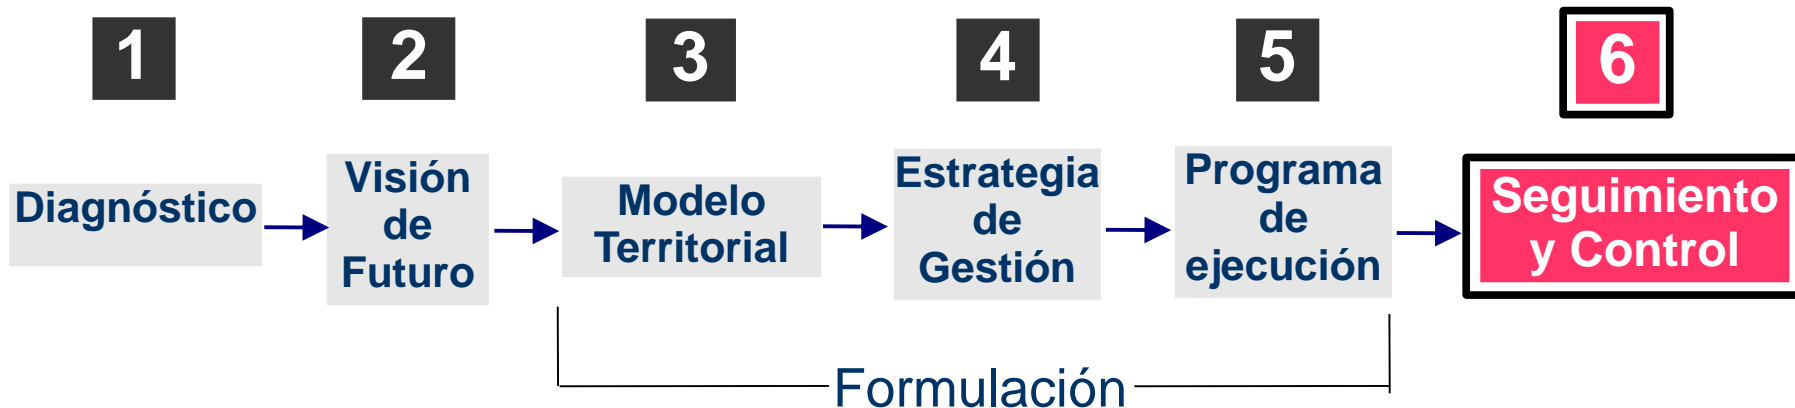 1
2
3
4
5
6
Diagnóstico
Visión
de
Futuro
Modelo
Territorial
Estrategia
de
Gestión
Programa
de
ejecución
Seguimiento
y Control
Formulación